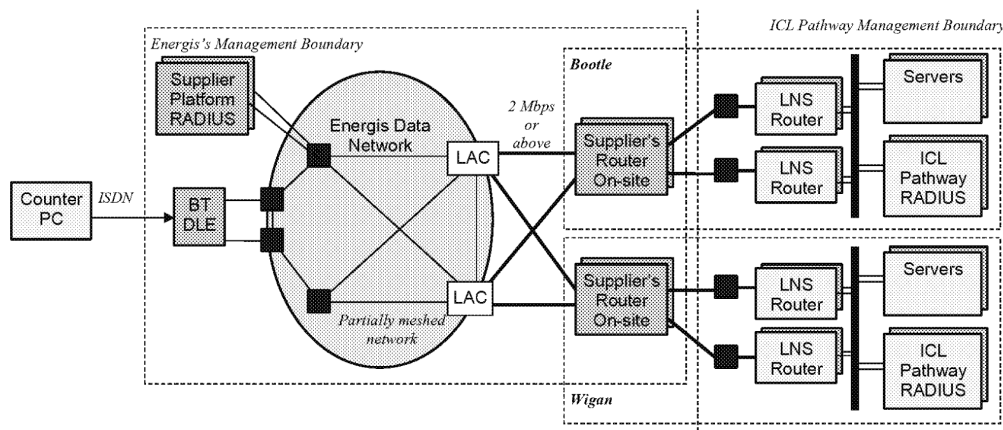 Energis's Management Boundary
ICL Pathway Management Boundary
Supplier
Platform
RADIUS
Energis Data
Network
LAC
2 Mbps
or
above
Bootle
Supplier's
Router
On-site
LNS
Router
LNS
Router
Servers
ICL
Pathway
RADIUS
Counter
PC
ISDN
BT
DLE
LAC
Partially meshed
network
Supplier's
Router
On-site
LNS
Router
LNS
Router
Servers
ICL
Pathway
RADIUS
Wigan